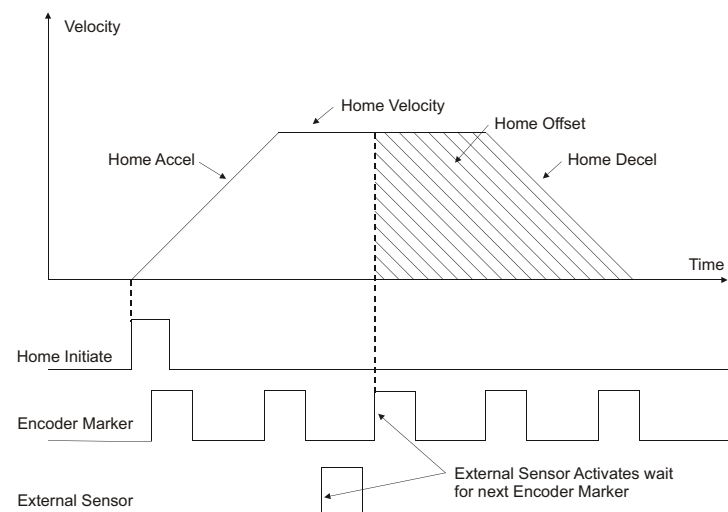 Velocity
Home Velocity
Home Offset
Home Accel
Home Decel
Time
Home Initiate
Encoder Marker
External Sensor Activates wait
for next Encoder Marker
External Sensor